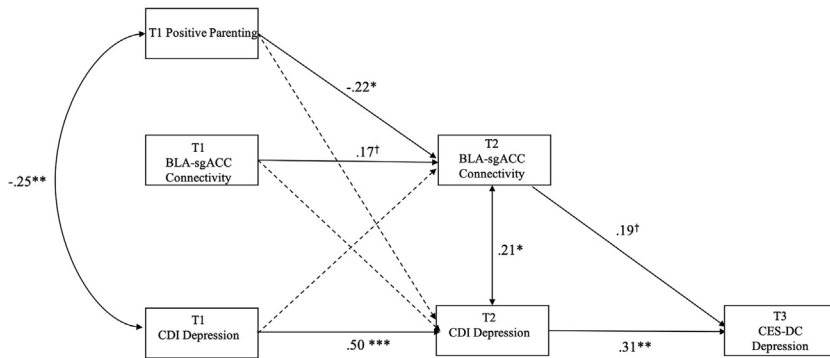 T1 Positive Parenting
-.22*
T1
BLA-sgACC
Connectivity
.17†
T2
BLA-sgACC
Connectivity
-.25**
.21*
.19†
T1
CDI Depression
.50 ***
T2
CDI Depression
.31**
T3
CES-DC
Depression